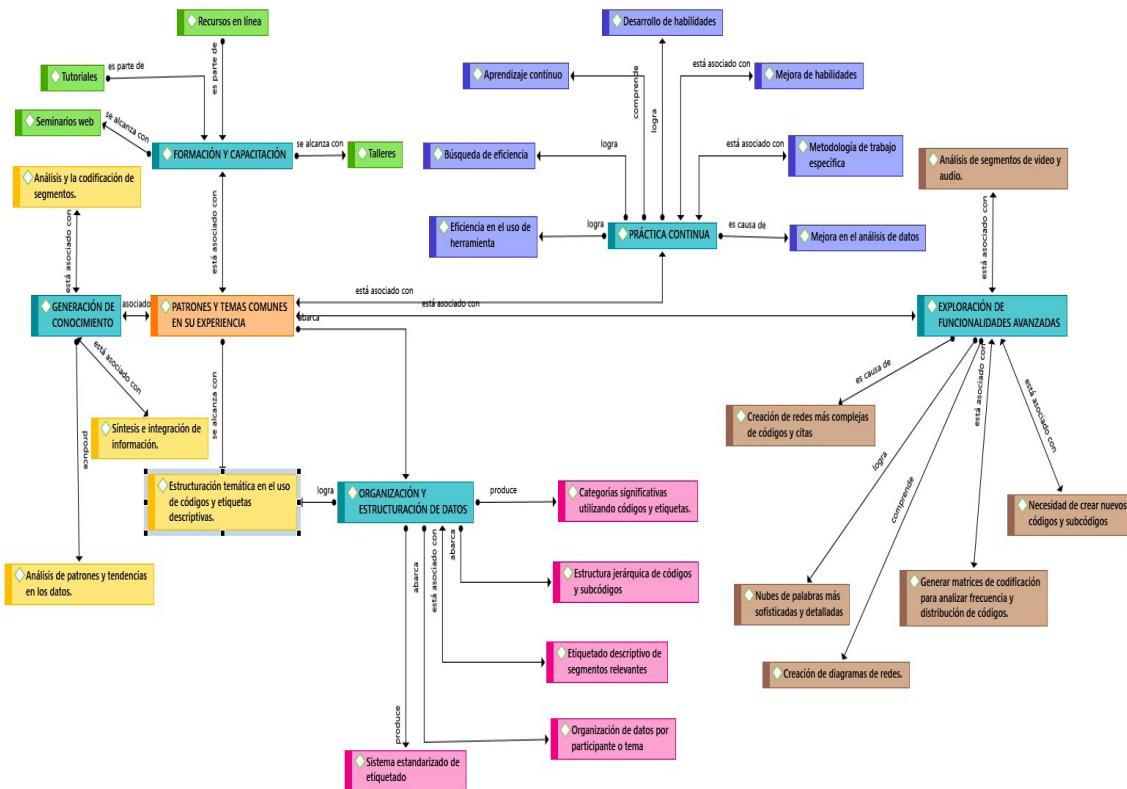 Recursos en línea
es parte de
es parte de
Tutoriales
Seminarios web
se alcanza con
FORMACIÓN Y CAPACITACIÓN
se alcanza con
Talleres
Análisis y la codificación de
segmentos.
está asociado con
está asociado con
GENERACIÓN DE
CONOCIMIENTO
asociado
PATRONES Y TEMAS COMUNES
EN SU EXPERIENCIA
abarca
está asociado con
está asociado con
está asociado con
Síntesis e integración de
información.
produce
se alcanza con
Análisis de patrones y tendencias
en los datos.
Estructuración temática en el uso
de códigos y etiquetas
descriptivas.
logra
ORGANIZACIÓN Y
ESTRUCTURACIÓN DE DATOS
produce
Categorías significativas
utilizando códigos y etiquetas.
abarca
Estructura jerárquica de códigos
y subcódigos
está asociado con
Etiquetado descriptivo de
segmentos relevantes
abarca
Organización de datos por
participante o tema
produce
Sistema estandarizado de
etiquetado
Desarrollo de habilidades
logra
Aprendizaje continuo
comprende
está asociado con
Mejora de habilidades
Búsqueda de eficiencia
logra
está asociado con
Metodología de trabajo
específica
Eficiencia en el uso de
herramienta
logra
PRÁCTICA CONTINUA
es causa de
Mejora en el análisis de datos
Análisis de segmentos de video y
audio.
está asociado con
EXPLORACIÓN DE
FUNCIONALIDADES AVANZADAS
es causa de
Creación de redes más complejas
de códigos y citas
logra
Nubes de palabras más
sofisticadas y detalladas
comprende
Creación de diagramas de redes.
está asociado con
Generar matrices de codificación
para analizar frecuencia y
distribución de códigos.
está asociado con
Necesidad de crear nuevos
códigos y subcódigos